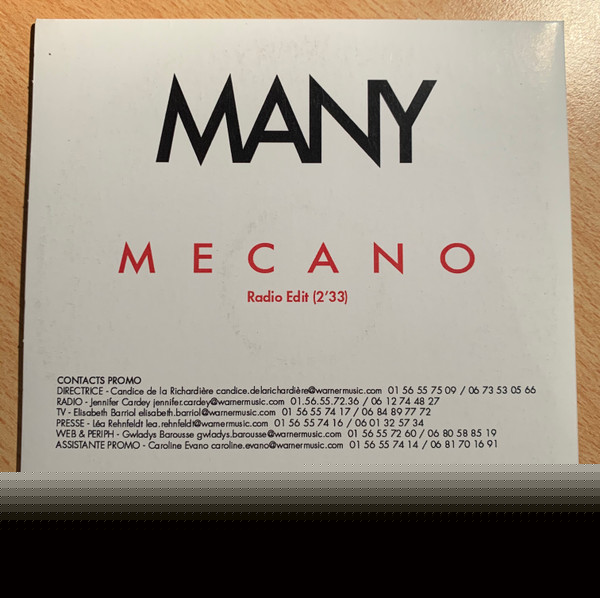 MANY
MECANO
Radio Edit (2'33)
CONTACTS PROMO
DIRECTRICE - Candice de la Richardière candice.delarichardière@warnermusic.com 01 56 55 75 09 / 06 73 53 05 66
RADIO - Jennifer Cardey jennifer.cardey@warnermusic.com 01.56.55.72.36 / 06 12 74 48 27
TV - Elisabeth Barriol elisabeth.barriol@warnermusic.com 01 56 55 74 17 / 06 84 89 77 72
PRESSE - Léa Rehnfeldt lea.rehnfeldt@warnermusic.com 01 56 55 74 16 / 06 01 32 57 34
WEB & PERIPH - Gwladys Barousse gwladys.barousse@warnermusic.com 01 56 55 72 60 / 06 80 58 85 19
ASSISTANTE PROMO - Caroline Evano caroline.evano@warnermusic.com 01 56 55 74 14 / 06 81 70 16 91